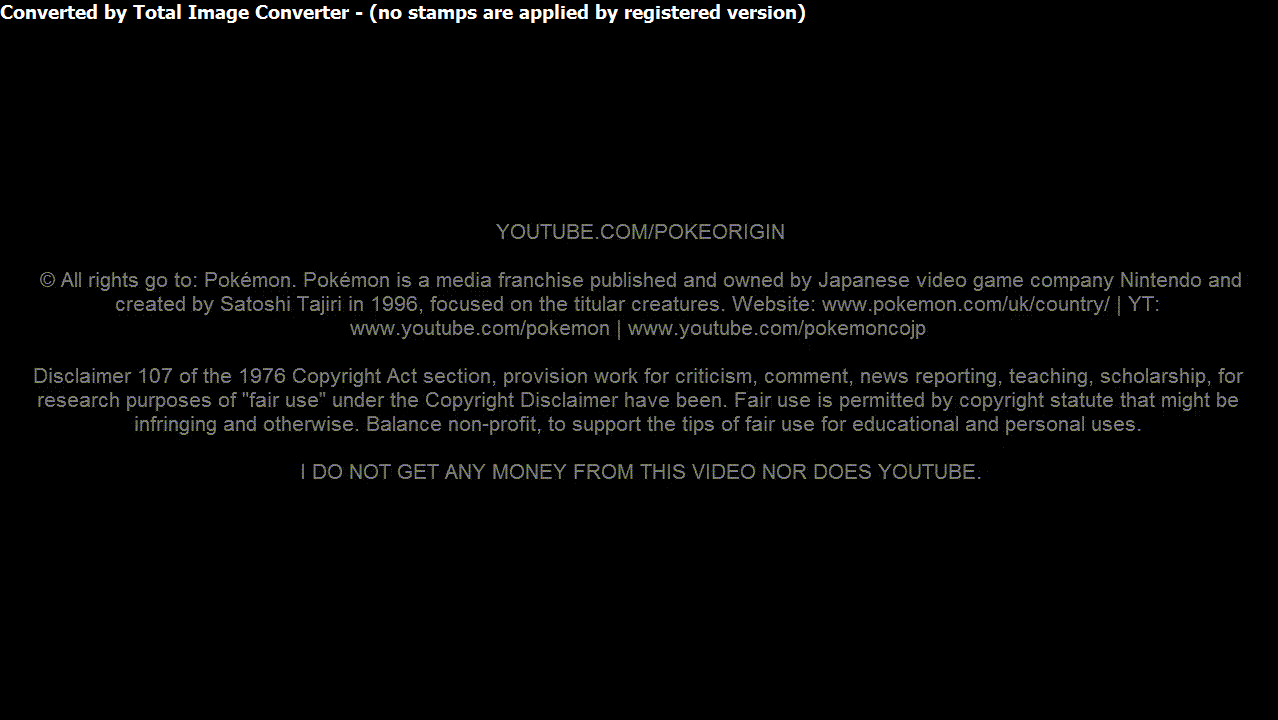 Converted by Total Image Converter - (no stamps are applied by registered version)
YOUTUBE.COM/POKEORIGIN
© All rights go to: Pokémon. Pokémon is a media franchise published and owned by Japanese video game company Nintendo and
created by Satoshi Tajiri in 1996, focused on the titular creatures. Website: www.pokemon.com/uk/country/ | YT:
www.youtube.com/pokemon | www.youtube.com/pokemoncojp
Disclaimer 107 of the 1976 Copyright Act section, provision work for criticism, comment, news reporting, teaching, scholarship, for
research purposes of "fair use" under the Copyright Disclaimer have been. Fair use is permitted by copyright statute that might be
infringing and otherwise. Balance non-profit, to support the tips of fair use for educational and personal uses.
I DO NOT GET ANY MONEY FROM THIS VIDEO NOR DOES YOUTUBE.